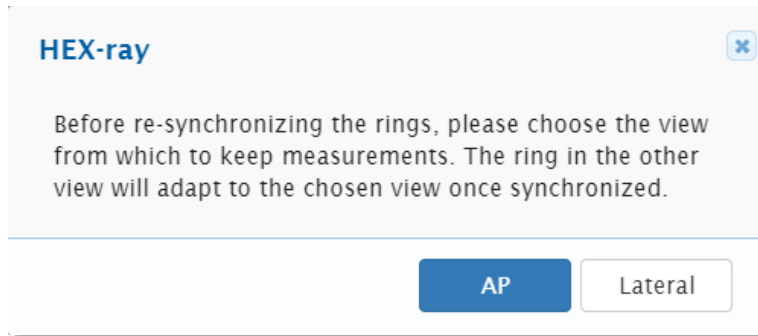 HEX-ray
Before re-synchronizing the rings, please choose the view
from which to keep measurements. The ring in the other
view will adapt to the chosen view once synchronized.
AP
Lateral